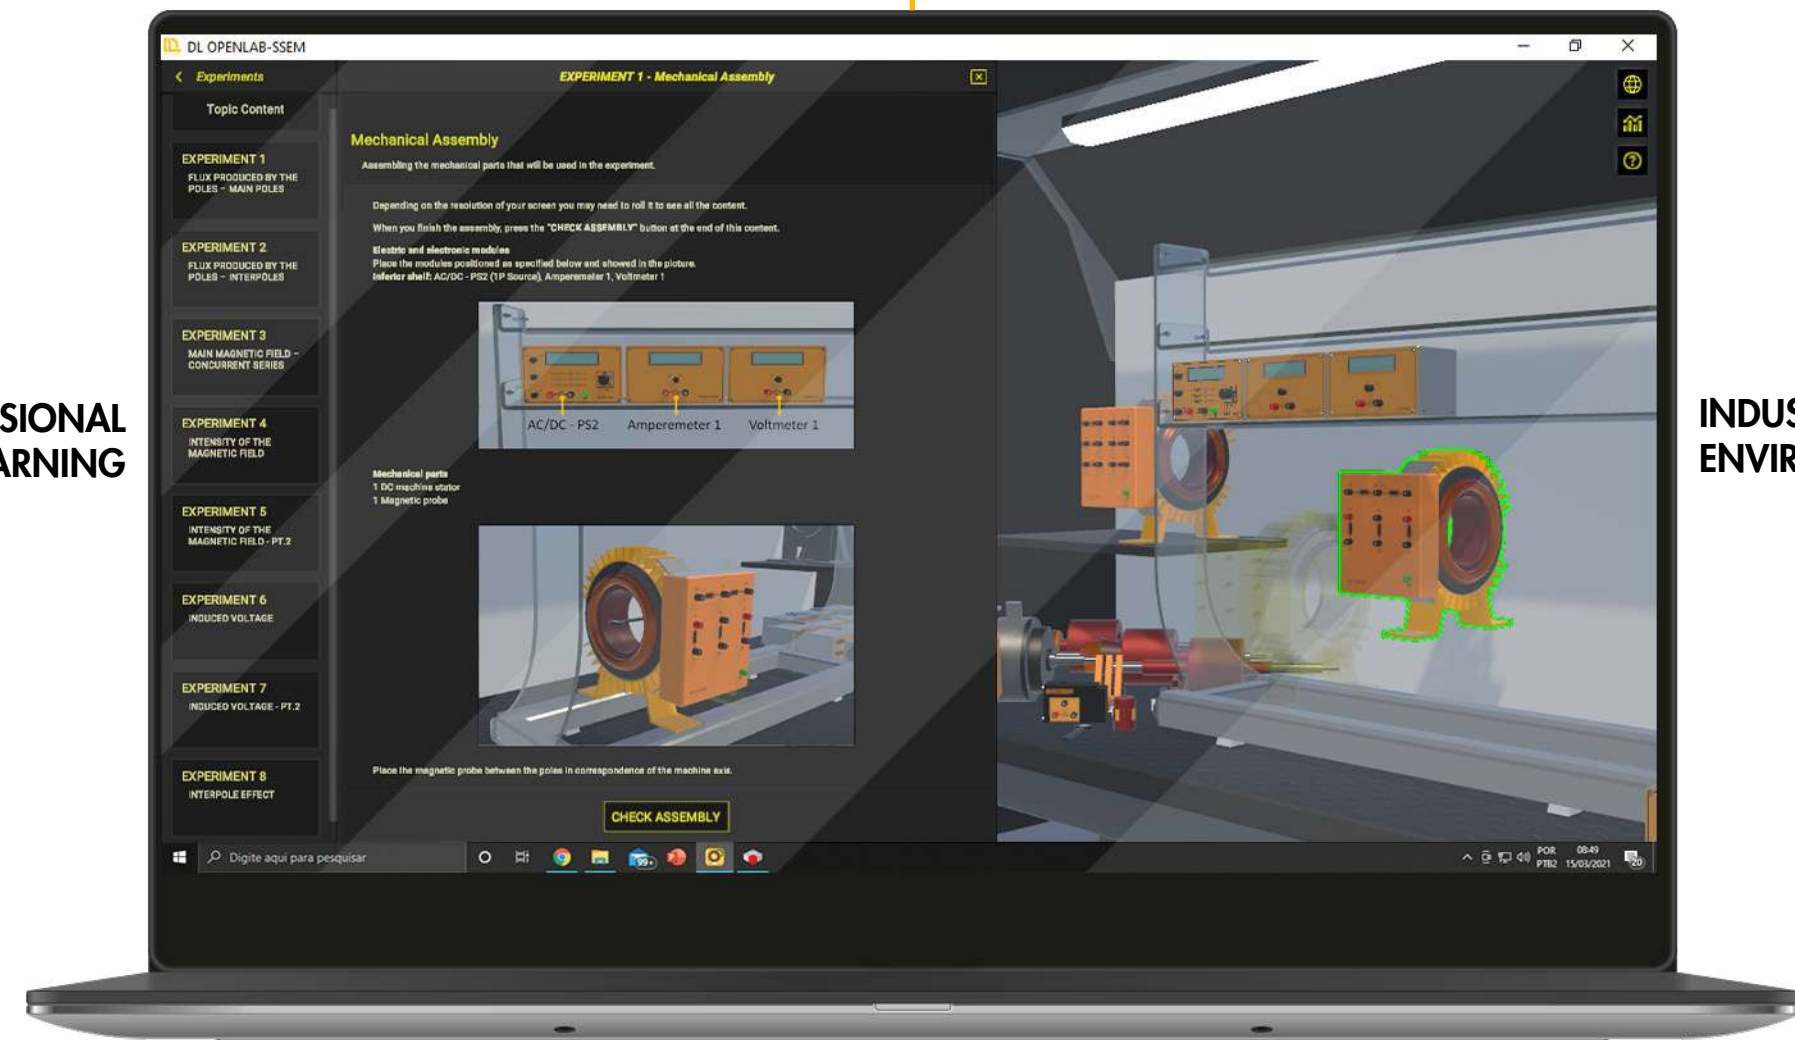 DL OPENLAB-SSEM
Experiments
EXPERIMENT 1 - Mechanical Assembly
Topic Content
EXPERIMENT 1
FLUX PRODUCED BY THE
POLES – MAIN POLES
EXPERIMENT 2
FLUX PRODUCED BY THE
POLES – INTERPOLES
EXPERIMENT 3
MAIN MAGNETIC FIELD –
CONCURRENT SERIES
EXPERIMENT 4
INTENSITY OF THE
MAGNETIC FIELD
EXPERIMENT 5
INTENSITY OF THE
MAGNETIC FIELD - PT.2
EXPERIMENT 6
INDUCED VOLTAGE
EXPERIMENT 7
INDUCED VOLTAGE - PT.2
EXPERIMENT 8
INTERPOLE EFFECT
Mechanical Assembly
Assembling the mechanical parts that will be used in the experiment.
Depending on the resolution of your screen you may need to roll it to see all the content.
When you finish the assembly, press the "CHECK ASSEMBLY" button at the end of this content.
Electric and electronic modules
Place the modules positioned as specified below and showed in the picture.
Inferior shelf: AC/DC - PS2 (1P Source), Amperemeter 1, Voltmeter 1
AC/DC - PS2 Amperemeter 1 Voltmeter 1
Mechanical parts
1 DC machine stator
1 Magnetic probe
Place the magnetic probe between the poles in correspondence of the machine axis.
CHECK ASSEMBLY
SIONAL
ARNING
INDUS
ENVIR
Digite aqui para pesquisar
99+
POR 08:49
PTB2 15/03/2021
20